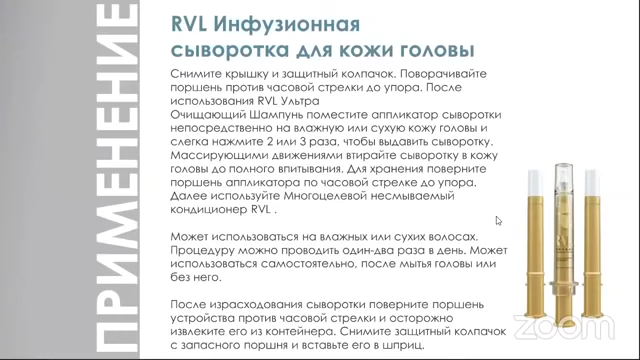 ПРИМЕНЕНИЕ
RVL Инфузионная
сыворотка для кожи головы
Снимите крышку и защитный колпачок. Поворачивайте
поршень против часовой стрелки до упора. После
использования RVL Ультра
Очищающий Шампунь поместите аппликатор сыворотки
непосредственно на влажную или сухую кожу головы и
слегка нажмите 2 или 3 раза, чтобы выдавить сыворотку.
Массирующими движениями втирайте сыворотку в кожу
головы до полного впитывания. Для хранения поверните
поршень аппликатора по часовой стрелке до упора.
Далее используйте Многоцелевой несмываемый
кондиционер RVL .
Может использоваться на влажных или сухих волосах.
Процедуру можно проводить один-два раза в день. Может
использоваться самостоятельно, после мытья головы или
без него.
После израсходования сыворотки поверните поршень
устройства против часовой стрелки и осторожно
извлеките его из контейнера. Снимите защитный колпачок
с запасного поршня и вставьте его в шприц.
zoom